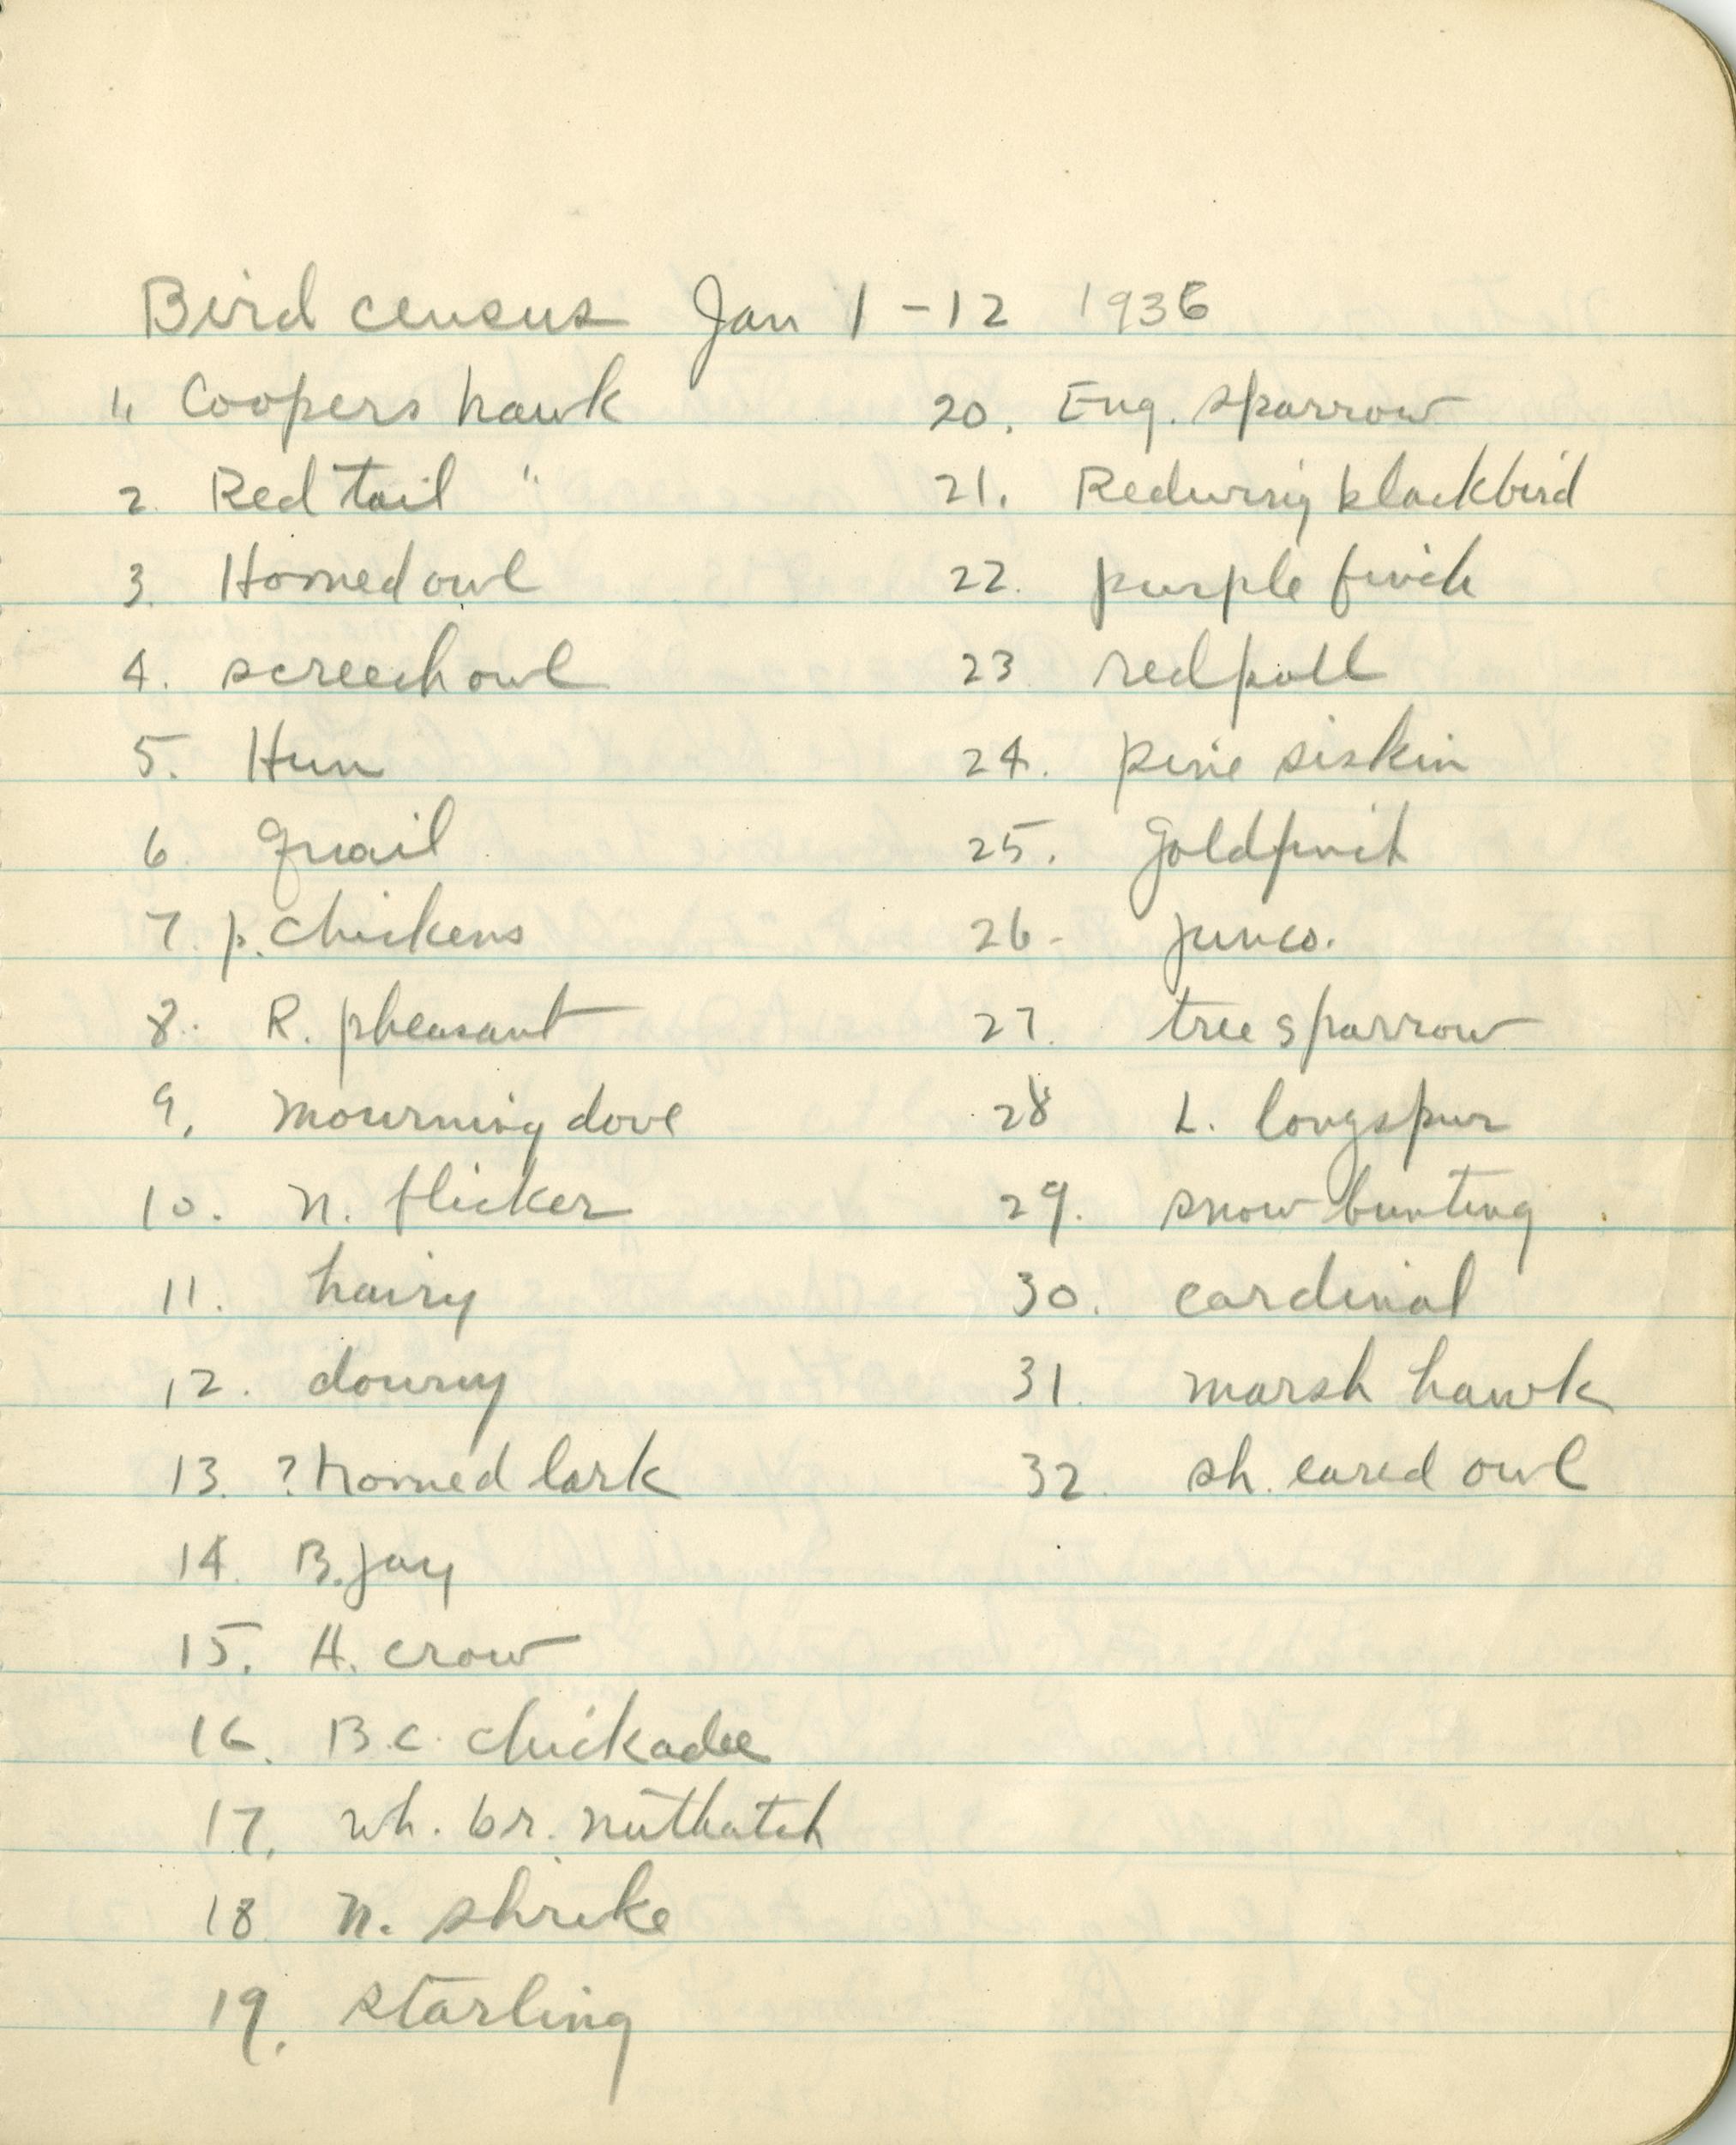 Bird census Jan 1 - 12 1936
1. Coopers hawk
2. Red tail "
3. Horned owl
4. screech owl
5. Hun
6. Quail
7. p. chickens
8. R. pheasant
9. mourning dove
10. n. flicker
11. hairy
12. downy
13. ? horned lark
14. B. jay
15. A. crow
16. B.c. chickadee
17. wh. br. nuthatch
18 n. shrike
19. starling
20. Eng. sparrow
21. Redwing blackbird
22. purple finch
23 redpoll
24. pine siskin
25. Goldfinch
26 - junco.
27. tree sparrow
28 L. longspur
29. snow bunting
30. cardinal
31. marsh hawk
32 sh. eared owl